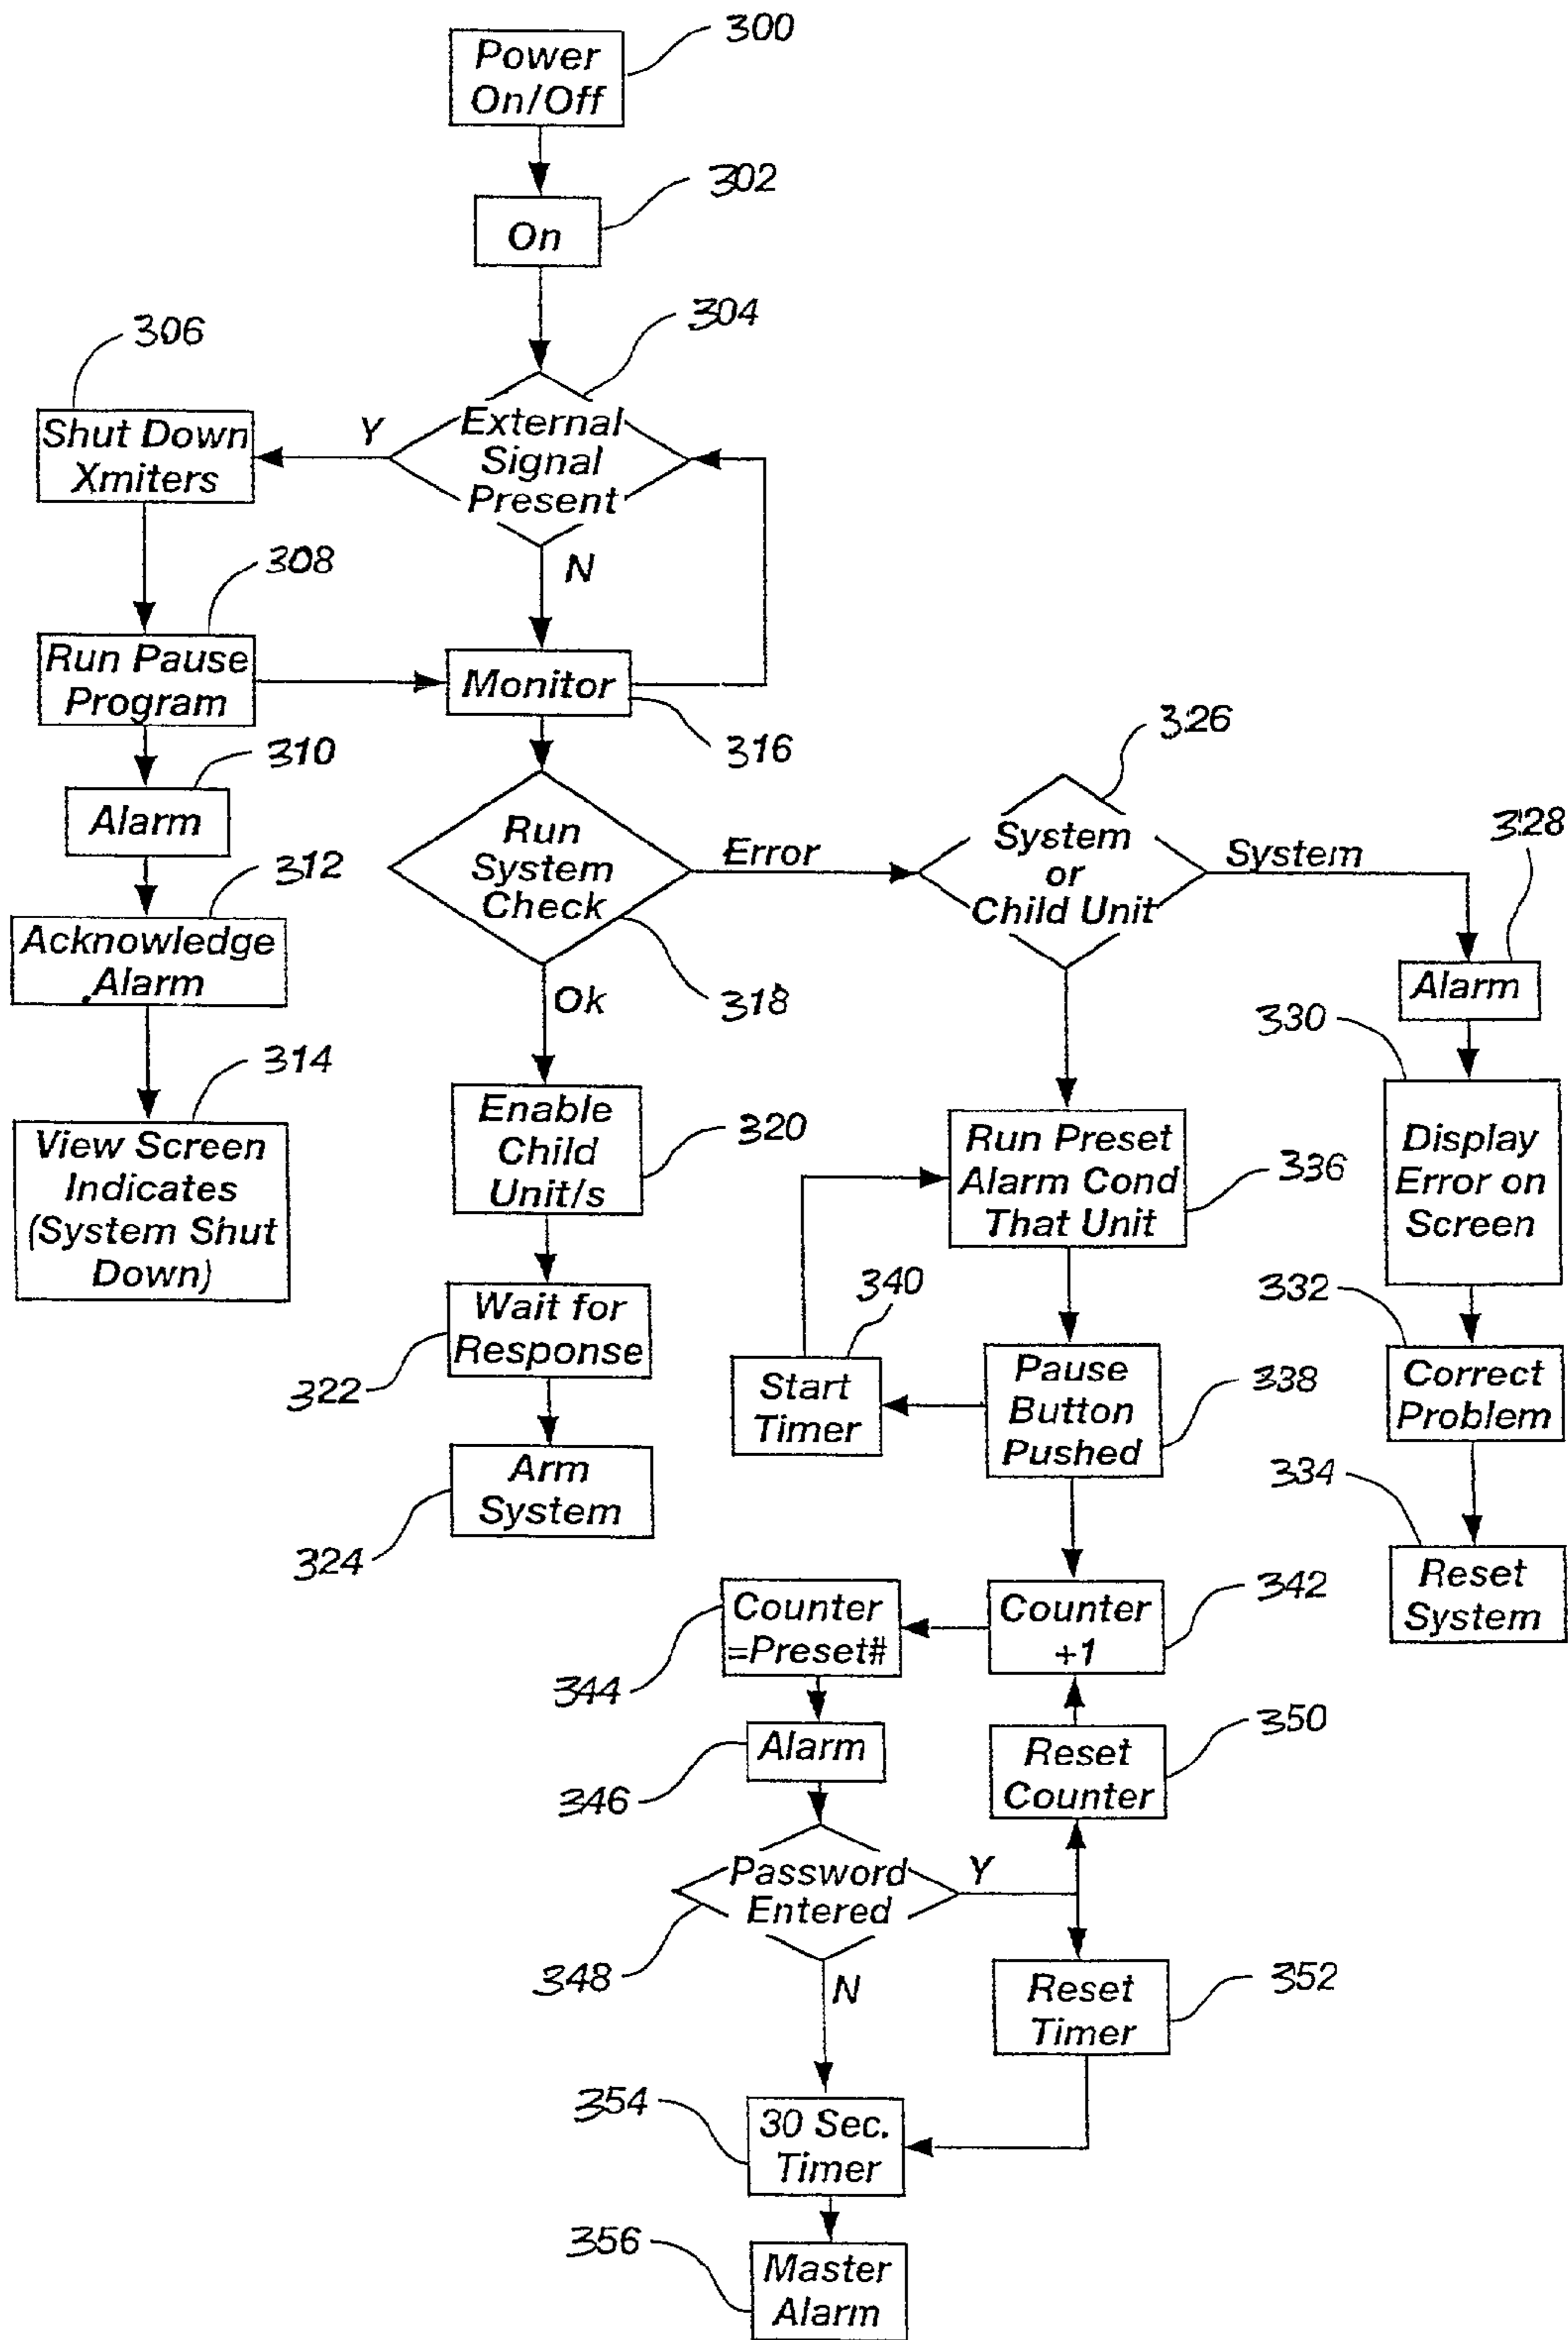 300
Power
On/Off
302
On
304
306
External
Signal
Present
Y
Shut Down
Xmiters
N
308
Run Pause
Program
Monitor
316
310
Alarm
326
Run
System
Check
Error
System
or
Child Unit
System
328
312
Acknowledge
Alarm
318
Ok
Alarm
314
View Screen
Indicates
(System Shut
Down)
330
Enable
Child
Unit/s
320
Run Preset
Alarm Cond
That Unit
336
Display
Error on
Screen
Wait for
Response
322
340
Start
Timer
Pause
Button
Pushed
338
332
Correct
Problem
Arm
System
324
334
Reset
System
Counter
=Preset#
344
Counter
+1
342
Alarm
346
350
Reset
Counter
Password
Entered
Y
348
N
Reset
Timer
352
354
30 Sec.
Timer
356
Master
Alarm